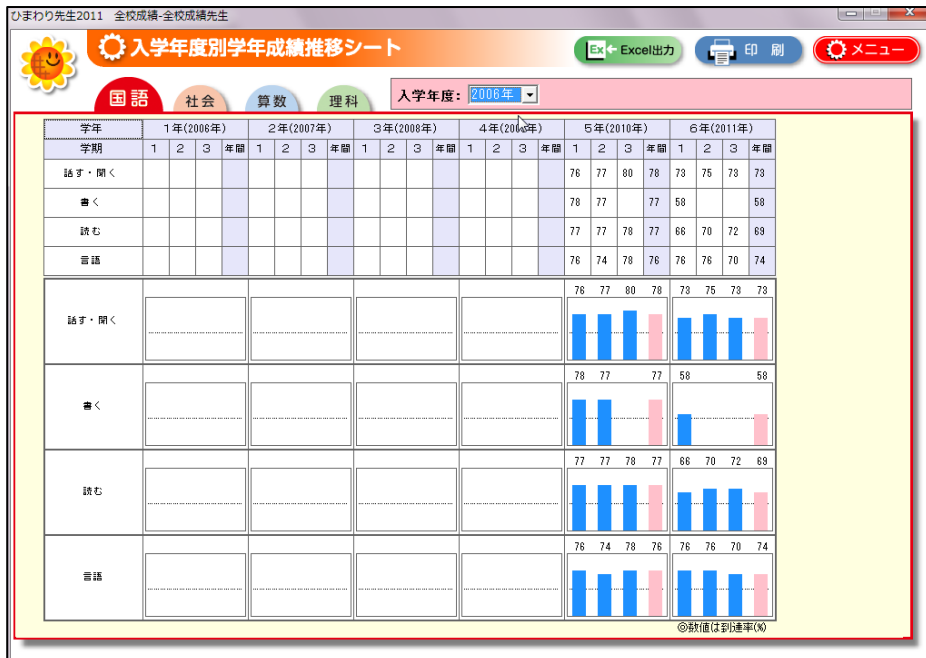 ひまわり先生2011 全校成績-全校成績先生
入学年度別学年成績推移シート
Ex ← Excel出力
印 刷
メニュー
国語 社会 算数 理科 入学年度: 2006年
学年 1年(2006年) 2年(2007年) 3年(2008年) 4年(2009年) 5年(2010年) 6年(2011年)
学期 1 2 3 年間 1 2 3 年間 1 2 3 年間 1 2 3 年間 1 2 3 年間 1 2 3 年間
話す・聞く 76 77 80 78 73 75 73 73
書く 78 77 77 58 58
読む 77 77 78 77 66 70 72 69
言語 76 74 78 76 76 76 70 74
76 77 80 78 73 75 73 73
話す・聞く
78 77 77 58 58
書く
77 77 78 77 66 70 72 69
読む
76 74 78 76 76 76 70 74
言語
◎数値は到達率(%)